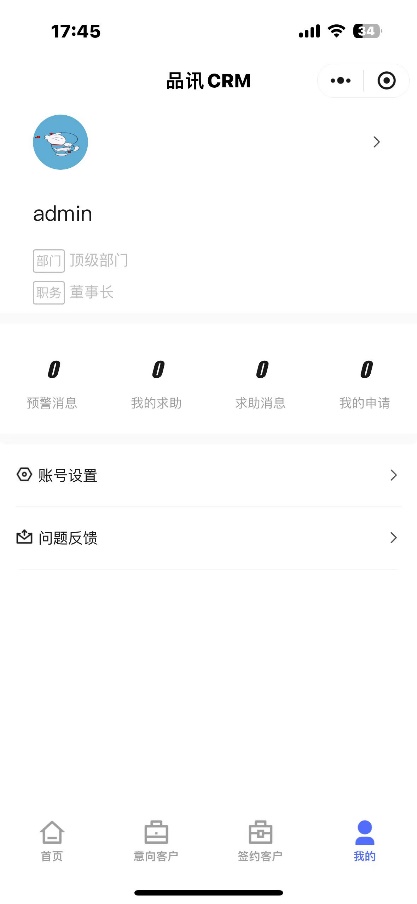 17:45
34
品讯CRM
admin
部门 顶级部门
职务 董事长
0 0 0 0
预警消息 我的求助 求助消息 我的申请
账号设置
问题反馈
首页 意向客户 签约客户 我的